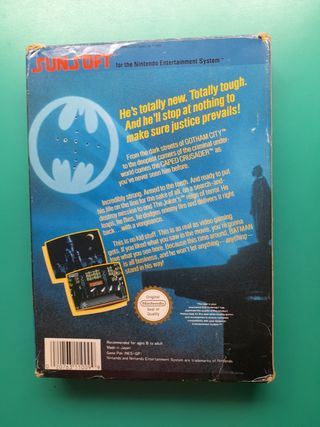 SUNSOFT for the Nintendo Entertainment System™
He's totally new. Totally tough.
And he'll stop at nothing to
make sure justice prevails!
From the dark streets of GOTHAM CITY™
to the deepest corners of the criminal under-
world comes the CAPED CRUSADER™ as
you've never seen him before.
Incredibly strong. Armed to the teeth. And ready to put
his life on the line for the sake of all, on a search-and-
destroy mission to end The Joker's™ reign of terror. He
leaps, he flies, he dodges enemy fire and delivers it right
back . . . with a vengeance.
This is no kid stuff. This is as real as video gaming
gets. If you liked what you saw in the movie, you're gonna
love what you see here. Because this time around, BATMAN
is all business, and he won't let anything – anything –
stand in his way!
Original
Nintendo
Seal of
Quality
Recommended for ages 8 to adult
Made in Japan
Game Pak (NES-GP)
Nintendo and Nintendo Entertainment System are trademarks of Nintendo.